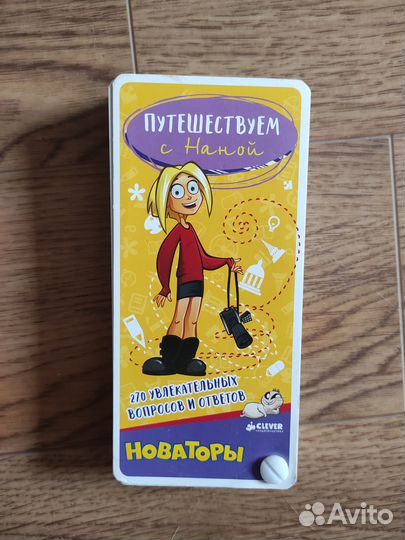 ПУТЕШЕСТВУЕМ
с Наной
270 УВЛЕКАТЕЛЬНЫХ
ВОПРОСОВ И ОТВЕТОВ
НОВАТОРЫ
CLEVER
Avito